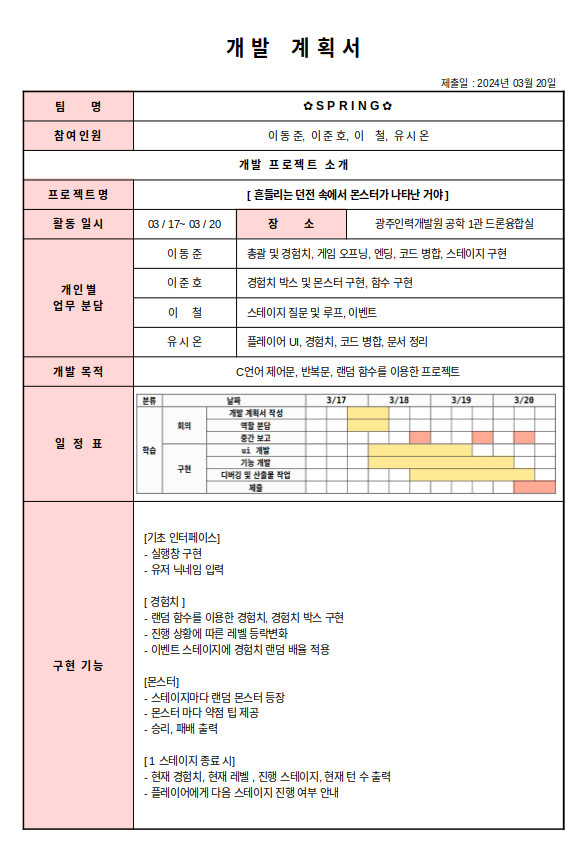 개발 계획서
제출일 : 2024년 03월 20일
팀 명 ✿SPRING✿
참여인원 이동준, 이준호, 이 철, 유시온
개발 프로젝트 소개
프로젝트명 [ 흔들리는 던전 속에서 몬스터가 나타난 거야 ]
활동 일시 03 / 17~ 03 / 20 장 소 광주인력개발원 공학 1관 드론융합실
개인별
업무 분담
이동준 총괄 및 경험치, 게임 오프닝, 엔딩, 코드 병합, 스테이지 구현
이준호 경험치 박스 및 몬스터 구현, 함수 구현
이 철 스테이지 질문 및 루프, 이벤트
유시온 플레이어 UI, 경험치, 코드 병합, 문서 정리
개발 목적 C언어 제어문, 반복문, 랜덤 함수를 이용한 프로젝트
일 정 표
분류 날짜 3/17 3/18 3/19 3/20
학습
회의
개발 계획서 작성
역할 분담
중간 보고
구현
ui 개발
기능 개발
디버깅 및 산출물 작업
제출
구현 기능
[기초 인터페이스]
- 실행창 구현
- 유저 닉네임 입력
[ 경험치 ]
- 랜덤 함수를 이용한 경험치, 경험치 박스 구현
- 진행 상황에 따른 레벨 등락변화
- 이벤트 스테이지에 경험치 랜덤 배율 적용
[몬스터]
- 스테이지마다 랜덤 몬스터 등장
- 몬스터 마다 약점 팁 제공
- 승리, 패배 출력
[ 1 스테이지 종료 시]
- 현재 경험치, 현재 레벨 , 진행 스테이지, 현재 턴 수 출력
- 플레이어에게 다음 스테이지 진행 여부 안내